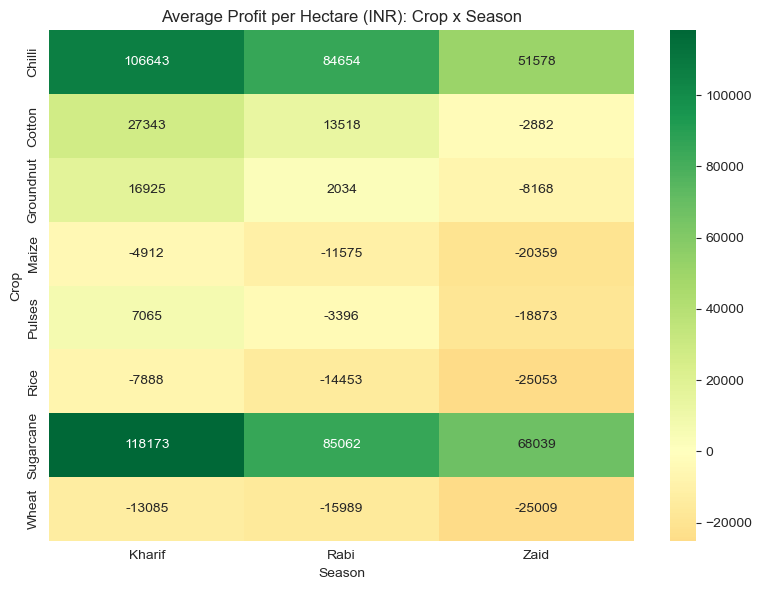 Average Profit per Hectare (INR): Crop x Season
Crop
Chilli 106643 84654 51578
Cotton 27343 13518 -2882
Groundnut 16925 2034 -8168
Maize -4912 -11575 -20359
Pulses 7065 -3396 -18873
Rice -7888 -14453 -25053
Sugarcane 118173 85062 68039
Wheat -13085 -15989 -25009
Kharif Rabi Zaid
Season
100000
80000
60000
40000
20000
0
−20000